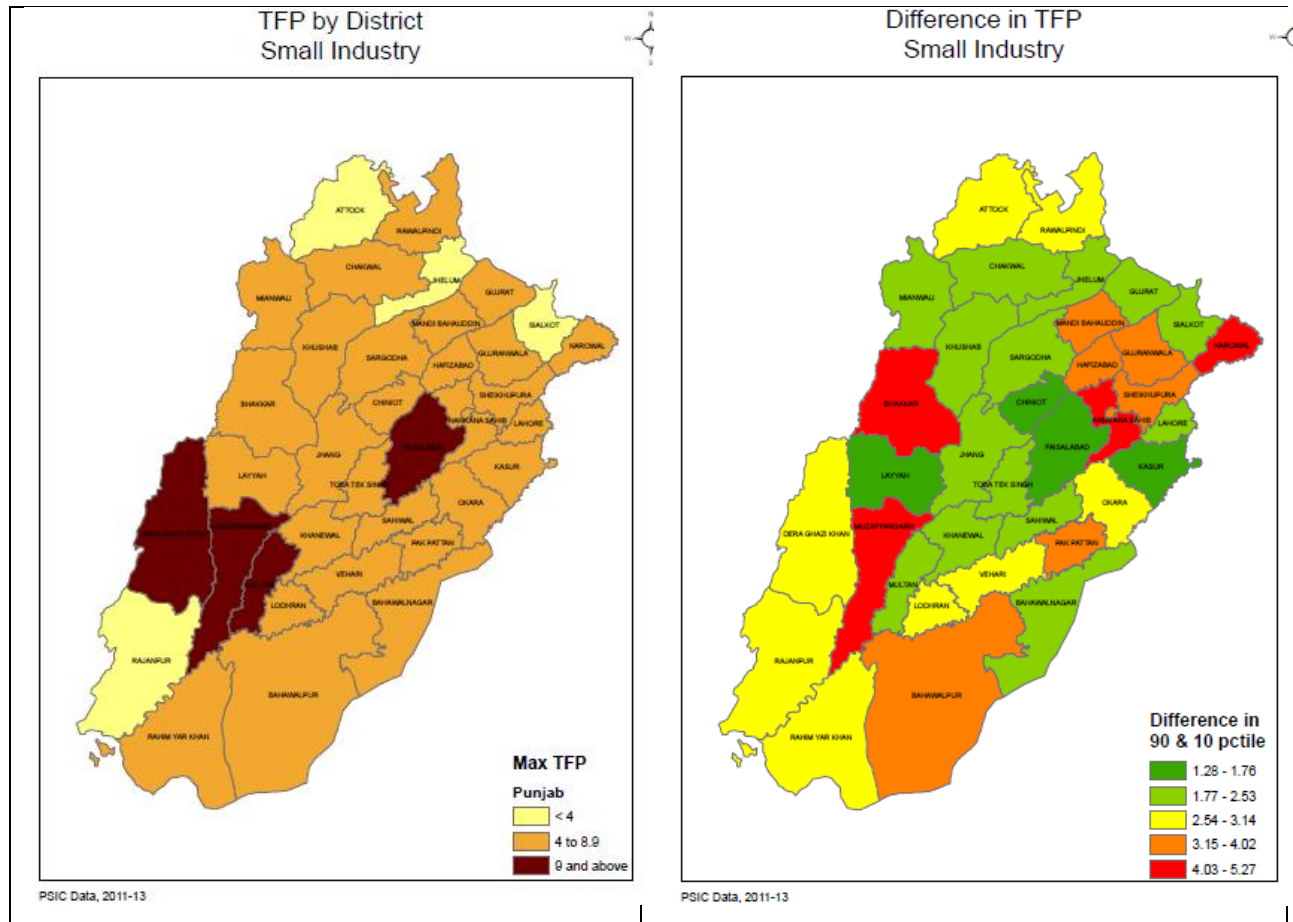 TFP by District
Small Industry
N
W
S
ATTOCK
RAWALPINDI
CHAKWAL
JHELUM
MIANWALI
GUJRAT
SIALKOT
MANDI BAHAUDDIN
KHUSHAB
NAROWAL
SARGODHA
GUJRANWALA
HAFIZABAD
SHEIKHUPURA
CHINIOT
BHAKKAR
NANKANA SAHIB
LAHORE
FAISALABAD
JHANG
KASUR
LAYYAH
TOBA TEK SINGH
OKARA
SAHIWAL
KHANEWAL
PAK PATTAN
VEHARI
LODHRAN
BAHAWALNAGAR
RAJANPUR
BAHAWALPUR
RAHIM YAR KHAN
Max TFP
Punjab
< 4
4 to 8.9
9 and above
PSIC Data, 2011-13
Difference in TFP
Small Industry
W
ATTOCK
RAWALPINDI
CHAKWAL
JHELUM
MIANWALI
GUJRAT
SIALKOT
MANDI BAHAUDDIN
KHUSHAB
NAROWAL
SARGODHA
GUJRANWALA
HAFIZABAD
SHEIKHUPURA
CHINIOT
BHAKKAR
NANKANA SAHIB
LAHORE
FAISALABAD
JHANG
KASUR
LAYYAH
TOBA TEK SINGH
OKARA
SAHIWAL
MUZAFFARGARH
DERA GHAZI KHAN
KHANEWAL
PAK PATTAN
VEHARI
MULTAN
LODHRAN
BAHAWALNAGAR
RAJANPUR
BAHAWALPUR
RAHIM YAR KHAN
Difference in
90 & 10 pctile
1.28 - 1.76
1.77 - 2.53
2.54 - 3.14
3.15 - 4.02
4.03 - 5.27
PSIC Data, 2011-13